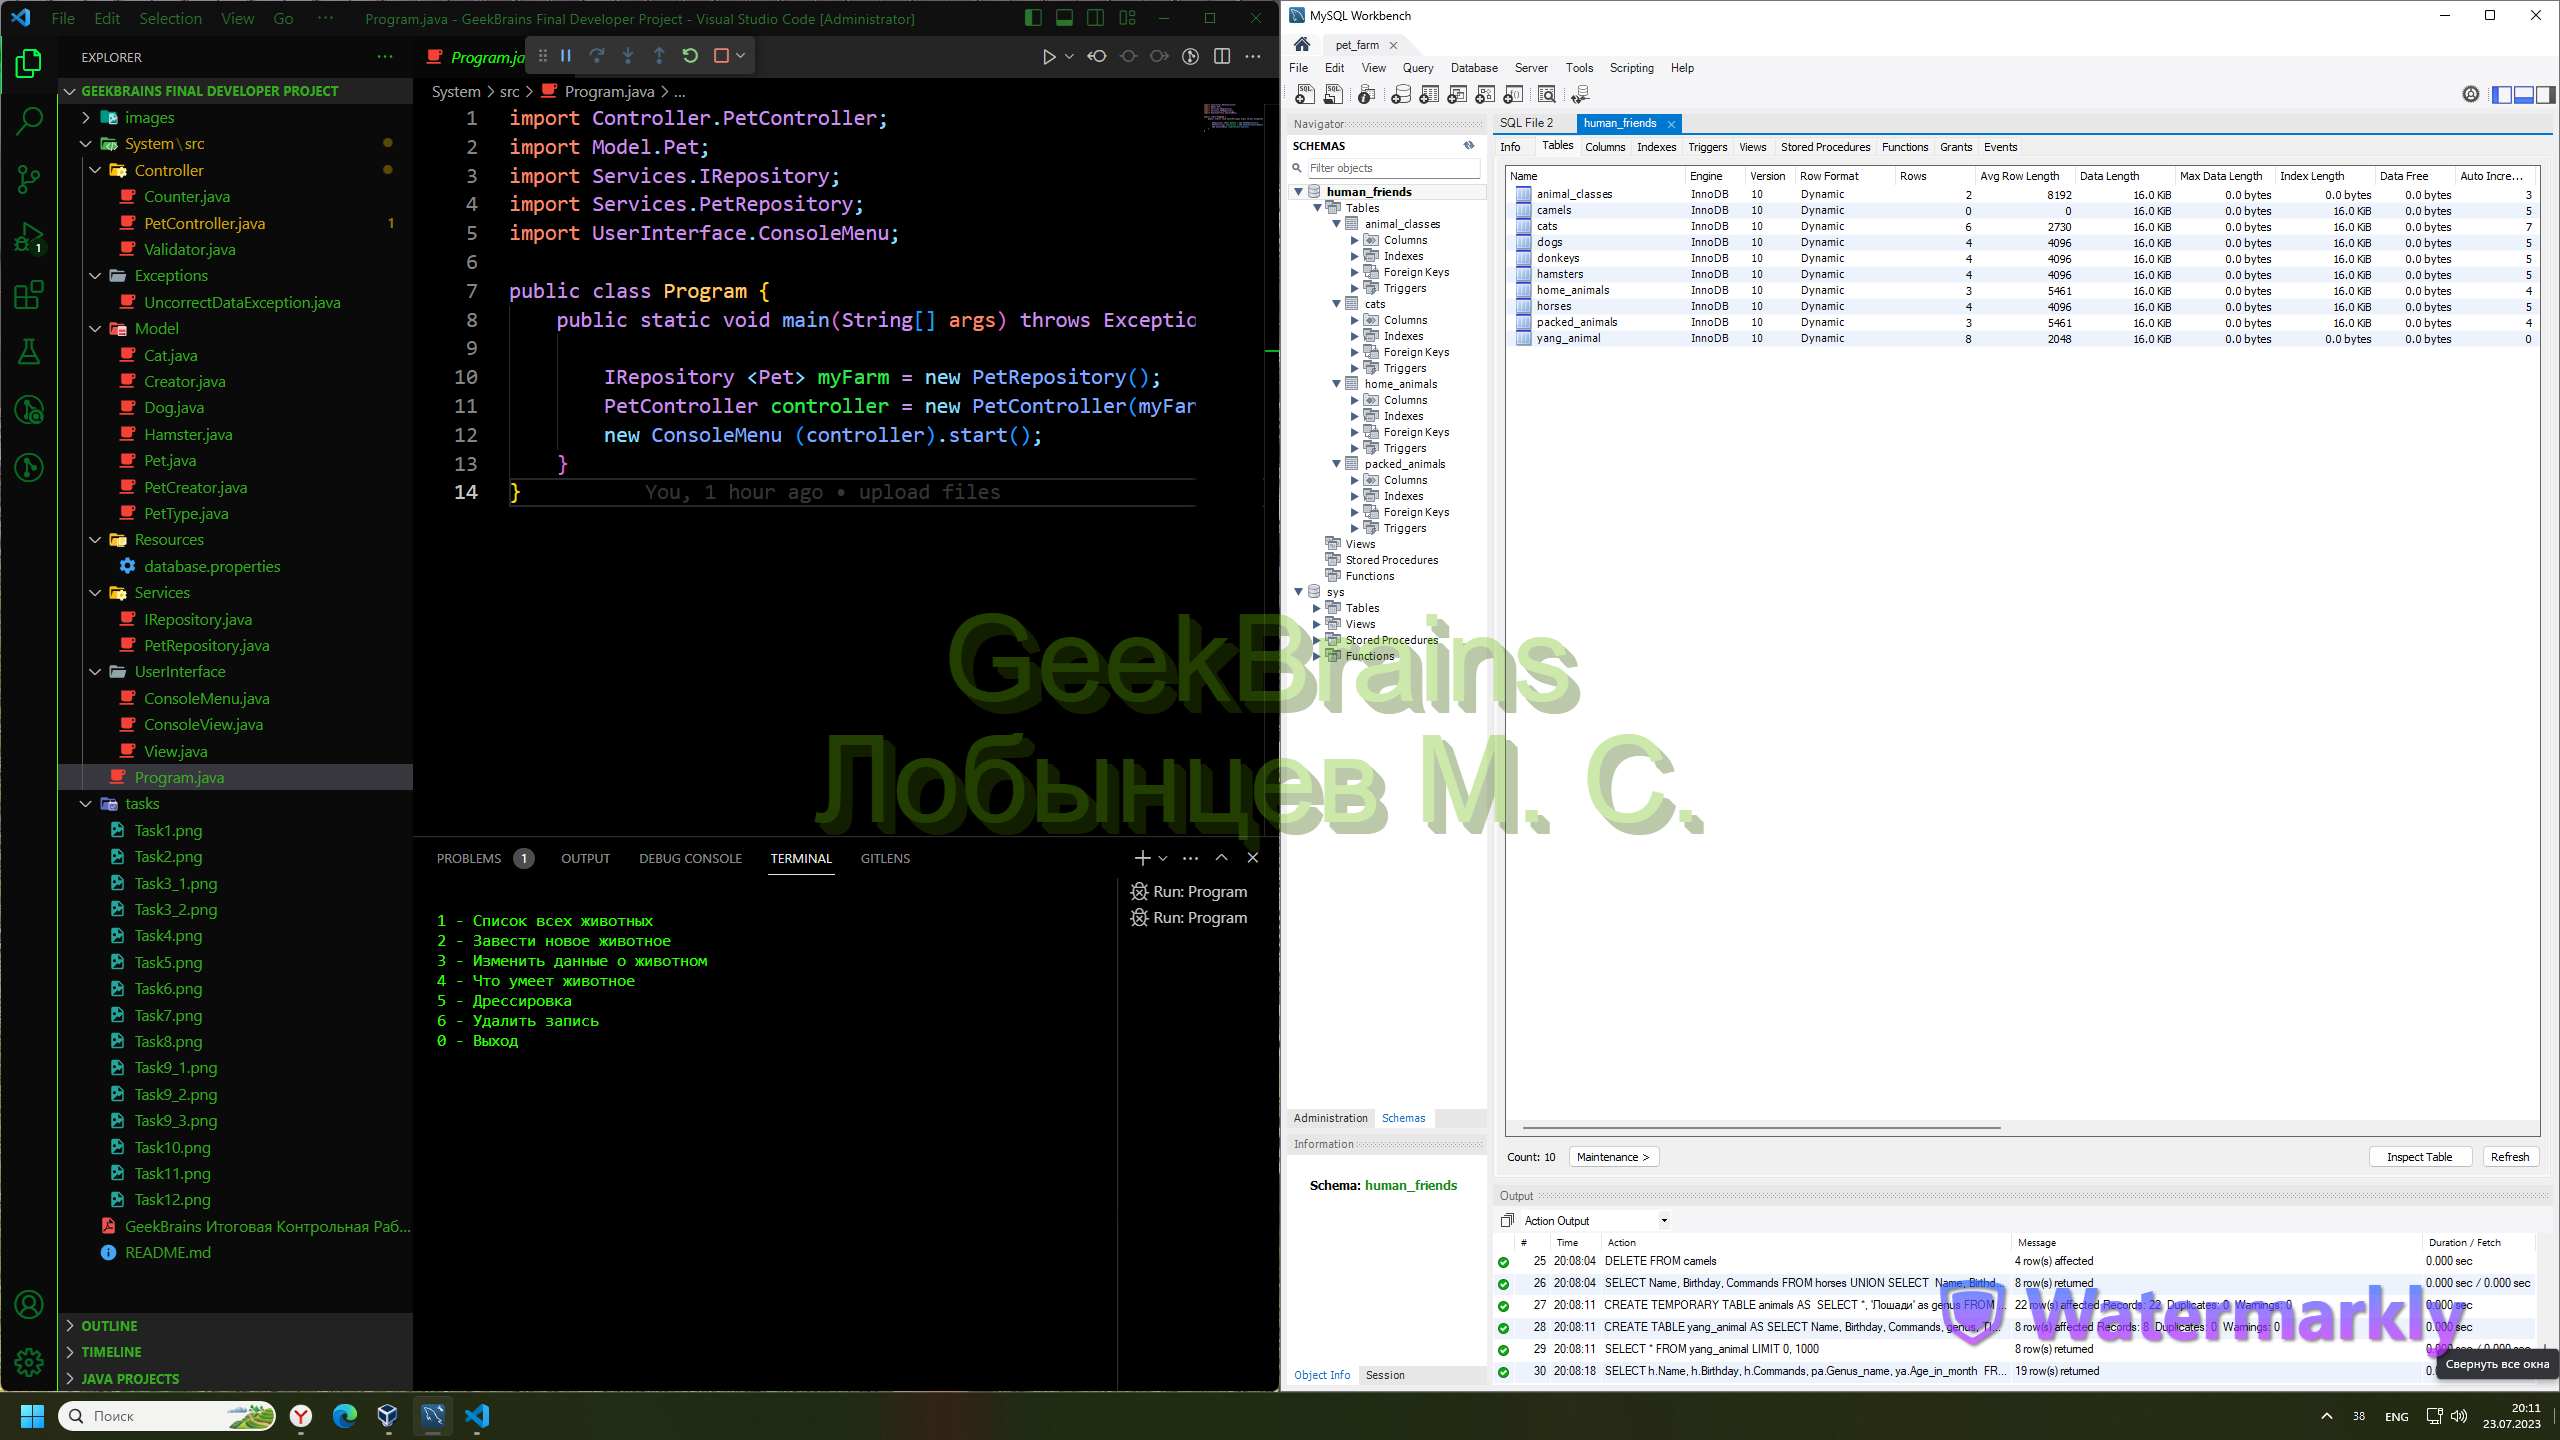 File Edit Selection View Go ··· Program.java - GeekBrains Final Developer Project - Visual Studio Code [Administrator]
EXPLORER
GEEKBRAINS FINAL DEVELOPER PROJECT
images
System\src
Controller
Counter.java
PetController.java 1
Validator.java
Exceptions
UncorrectDataException.java
Model
Cat.java
Creator.java
Dog.java
Hamster.java
Pet.java
PetCreator.java
PetType.java
Resources
database.properties
Services
IRepository.java
PetRepository.java
UserInterface
ConsoleMenu.java
ConsoleView.java
View.java
Program.java
tasks
Task1.png
Task2.png
Task3_1.png
Task3_2.png
Task4.png
Task5.png
Task6.png
Task7.png
Task8.png
Task9_1.png
Task9_2.png
Task9_3.png
Task10.png
Task11.png
Task12.png
GeekBrains Итоговая Контрольная Раб...
README.md
OUTLINE
TIMELINE
JAVA PROJECTS
1
Program.ja
System > src > Program.java > ...
1 import Controller.PetController;
2 import Model.Pet;
3 import Services.IRepository;
4 import Services.PetRepository;
5 import UserInterface.ConsoleMenu;
6
7 public class Program {
8 public static void main(String[] args) throws Exceptio
9
10 IRepository <Pet> myFarm = new PetRepository();
11 PetController controller = new PetController(myFar
12 new ConsoleMenu (controller).start();
13 }
14 } You, 1 hour ago • upload files
PROBLEMS 1 OUTPUT DEBUG CONSOLE TERMINAL GITLENS
Run: Program
Run: Program
1 - Список всех животных
2 - Завести новое животное
3 - Изменить данные о животном
4 - Что умеет животное
5 - Дрессировка
6 - Удалить запись
0 - Выход
MySQL Workbench
pet_farm
File Edit View Query Database Server Tools Scripting Help
Navigator
SCHEMAS
Filter objects
human_friends
Tables
animal_classes
Columns
Indexes
Foreign Keys
Triggers
cats
Columns
Indexes
Foreign Keys
Triggers
home_animals
Columns
Indexes
Foreign Keys
Triggers
packed_animals
Columns
Indexes
Foreign Keys
Triggers
Views
Stored Procedures
Functions
sys
Tables
Views
Stored Procedures
Functions
Administration Schemas
Information
Schema: human_friends
Object Info Session
SQL File 2 human_friends
Info Tables Columns Indexes Triggers Views Stored Procedures Functions Grants Events
Name Engine Version Row Format Rows Avg Row Length Data Length Max Data Length Index Length Data Free Auto Incre...
animal_classes InnoDB 10 Dynamic 2 8192 16.0 KiB 0.0 bytes 0.0 bytes 0.0 bytes 3
camels InnoDB 10 Dynamic 0 0 16.0 KiB 0.0 bytes 16.0 KiB 0.0 bytes 5
cats InnoDB 10 Dynamic 6 2730 16.0 KiB 0.0 bytes 16.0 KiB 0.0 bytes 7
dogs InnoDB 10 Dynamic 4 4096 16.0 KiB 0.0 bytes 16.0 KiB 0.0 bytes 5
donkeys InnoDB 10 Dynamic 4 4096 16.0 KiB 0.0 bytes 16.0 KiB 0.0 bytes 5
hamsters InnoDB 10 Dynamic 4 4096 16.0 KiB 0.0 bytes 16.0 KiB 0.0 bytes 5
home_animals InnoDB 10 Dynamic 3 5461 16.0 KiB 0.0 bytes 16.0 KiB 0.0 bytes 4
horses InnoDB 10 Dynamic 4 4096 16.0 KiB 0.0 bytes 16.0 KiB 0.0 bytes 5
packed_animals InnoDB 10 Dynamic 3 5461 16.0 KiB 0.0 bytes 16.0 KiB 0.0 bytes 4
yang_animal InnoDB 10 Dynamic 8 2048 16.0 KiB 0.0 bytes 0.0 bytes 0.0 bytes 0
Count: 10 Maintenance > Inspect Table Refresh
Output
Action Output
# Time Action Message Duration / Fetch
25 20:08:04 DELETE FROM camels 4 row(s) affected 0.000 sec
26 20:08:04 SELECT Name, Birthday, Commands FROM horses UNION SELECT Name, Birthd... 8 row(s) returned 0.000 sec / 0.000 sec
27 20:08:11 CREATE TEMPORARY TABLE animals AS SELECT *, 'Лошади' as genus FROM ... 22 row(s) affected Records: 22 Duplicates: 0 Warnings: 0 0.000 sec
28 20:08:11 CREATE TABLE yang_animal AS SELECT Name, Birthday, Commands, genus, TI... 8 row(s) affected Records: 8 Duplicates: 0 Warnings: 0 0.000 sec
29 20:08:11 SELECT * FROM yang_animal LIMIT 0, 1000 8 row(s) returned 0.000 sec / 0.000 sec
30 20:08:18 SELECT h.Name, h.Birthday, h.Commands, pa.Genus_name, ya.Age_in_month FR... 19 row(s) returned
GeekBrains
Лобынцев М. С.
Watermarkly
Свернуть все окна
Поиск
38 ENG 20:11
23.07.2023